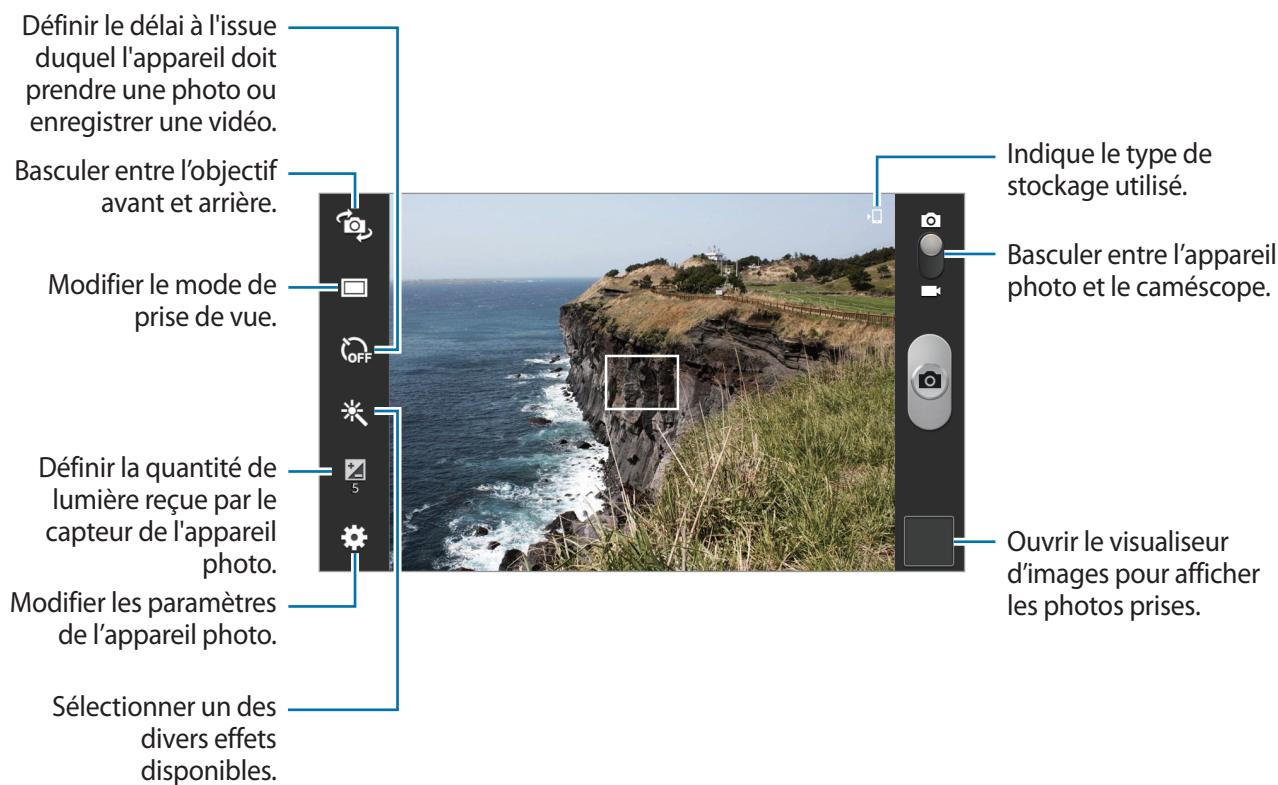 Définir le délai à l'issue
duquel l'appareil doit
prendre une photo ou
enregistrer une vidéo.
Basculer entre l’objectif
avant et arrière.
Modifier le mode de
prise de vue.
Définir la quantité de
lumière reçue par le
capteur de l'appareil
photo.
Modifier les paramètres
de l’appareil photo.
Sélectionner un des
divers effets
disponibles.
OFF
5
Indique le type de
stockage utilisé.
Basculer entre l’appareil
photo et le caméscope.
Ouvrir le visualiseur
d’images pour afficher
les photos prises.